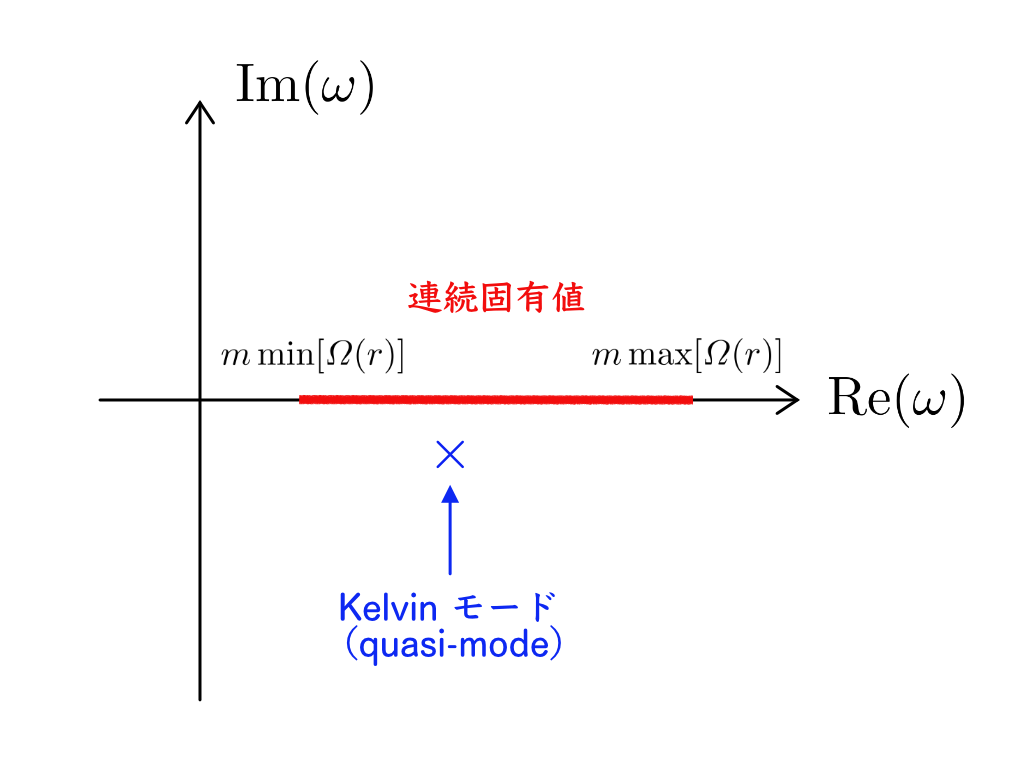 Im(ω)
連続固有値
m min[Ω(r)]
m max[Ω(r)]
Re(ω)
Kelvin モード
(quasi-mode)